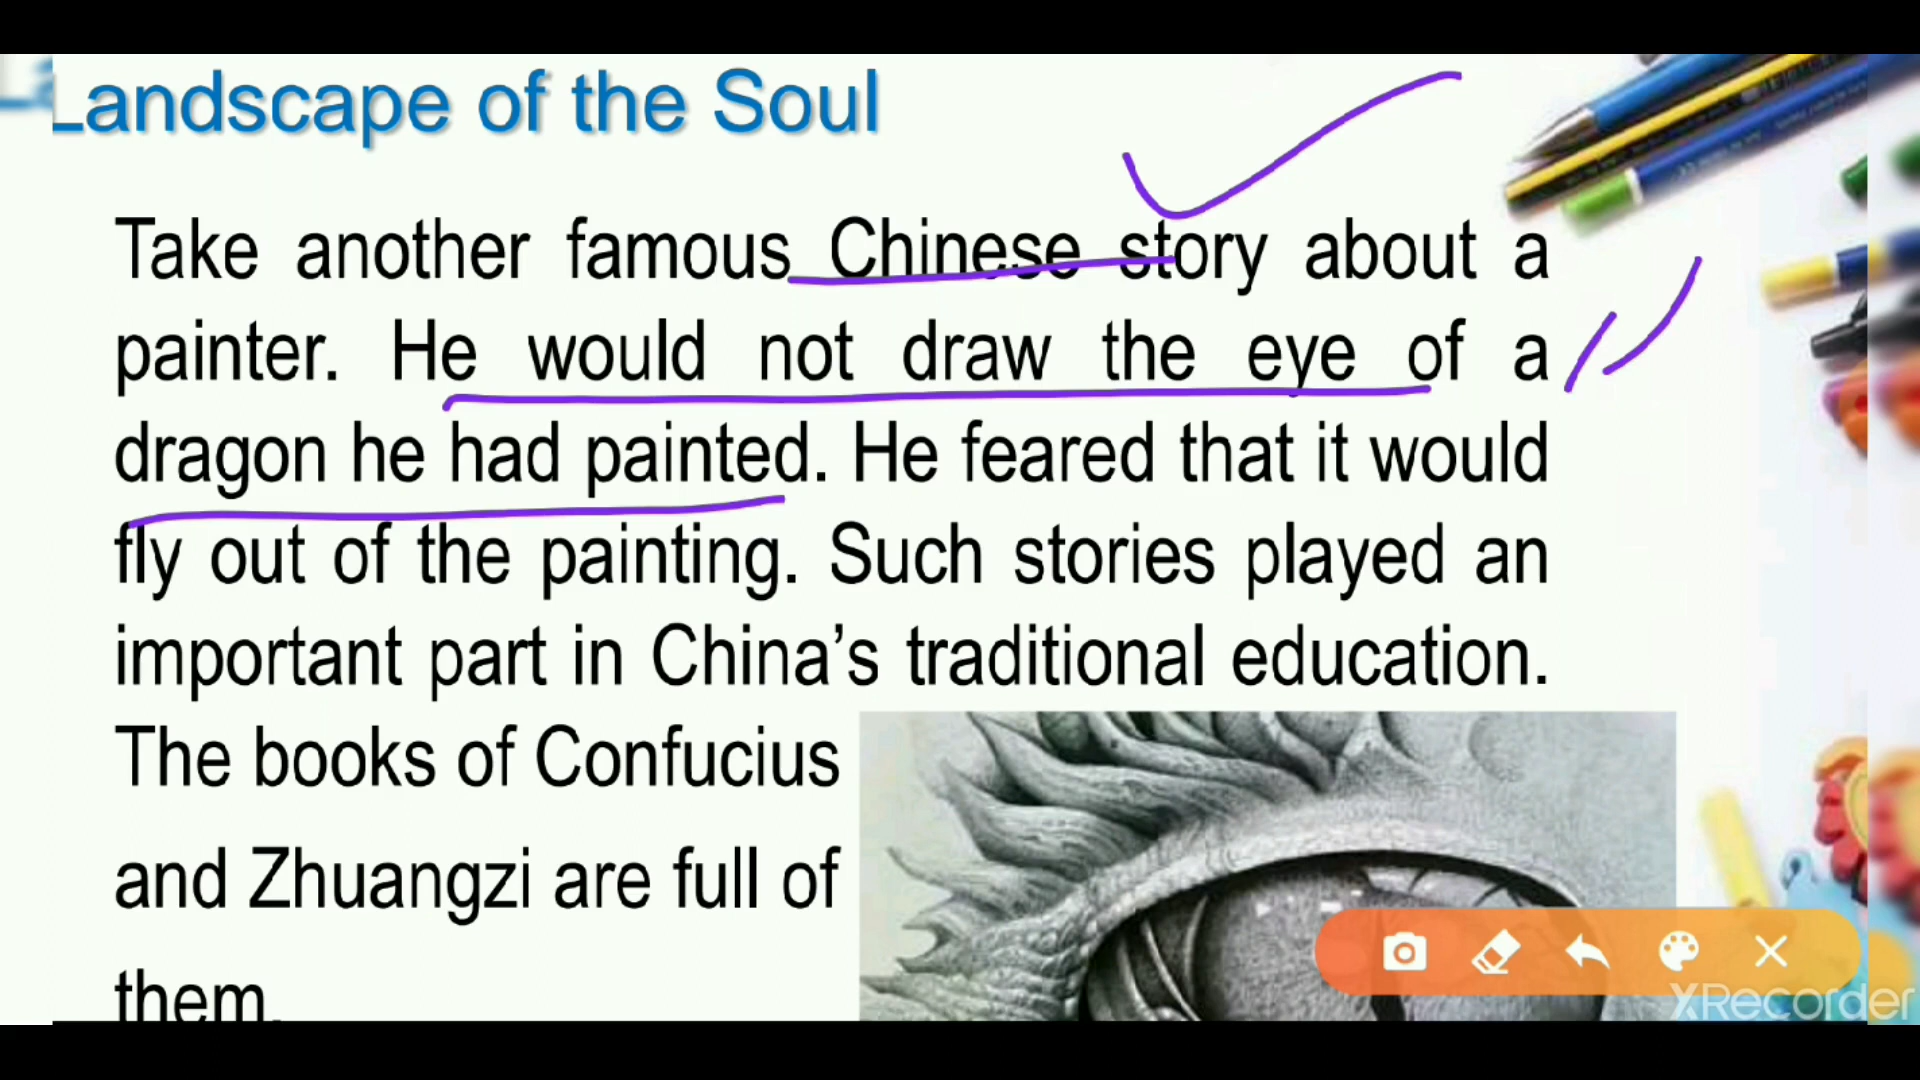 Landscape of the Soul
Take another famous Chinese story about a
painter. He would not draw the eye of a
dragon he had painted. He feared that it would
fly out of the painting. Such stories played an
important part in China’s traditional education.
The books of Confucius
and Zhuangzi are full of
them.
XRecorder